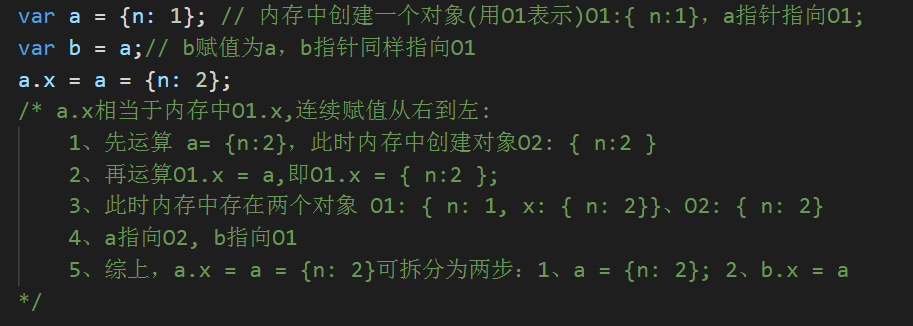 var a = {n: 1}; // 内存中创建一个对象(用O1表示)O1:{ n:1}，a指针指向O1;
var b = a;// b赋值为a，b指针同样指向O1
a.x = a = {n: 2};
/* a.x相当于内存中O1.x,连续赋值从右到左:
1、先运算 a= {n:2}，此时内存中创建对象O2: { n:2 }
2、再运算O1.x = a,即O1.x = { n:2 };
3、此时内存中存在两个对象 O1: { n: 1, x: { n: 2}}、O2: { n: 2}
4、a指向O2, b指向O1
5、综上，a.x = a = {n: 2}可拆分为两步：1、a = {n: 2}; 2、b.x = a
*/